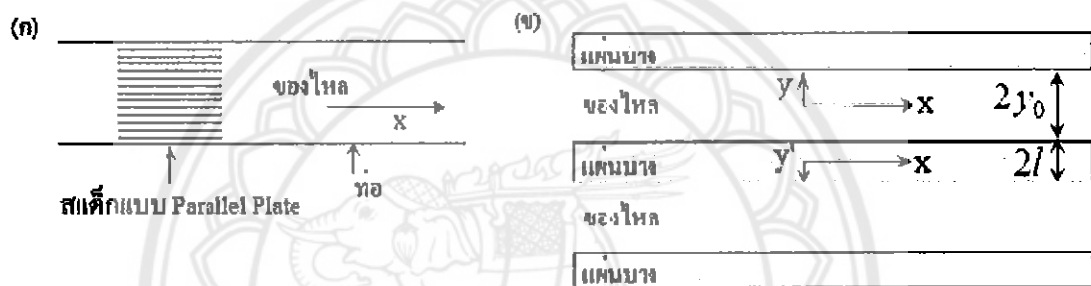 (ก)
ของไหล
x
ท่อ
สแต็กแบบ Parallel Plate
(ข)
แผ่นบาง
ของไหล
y
x
2y₀
แผ่นบาง
y'
x
2l
ของไหล
แผ่นบาง